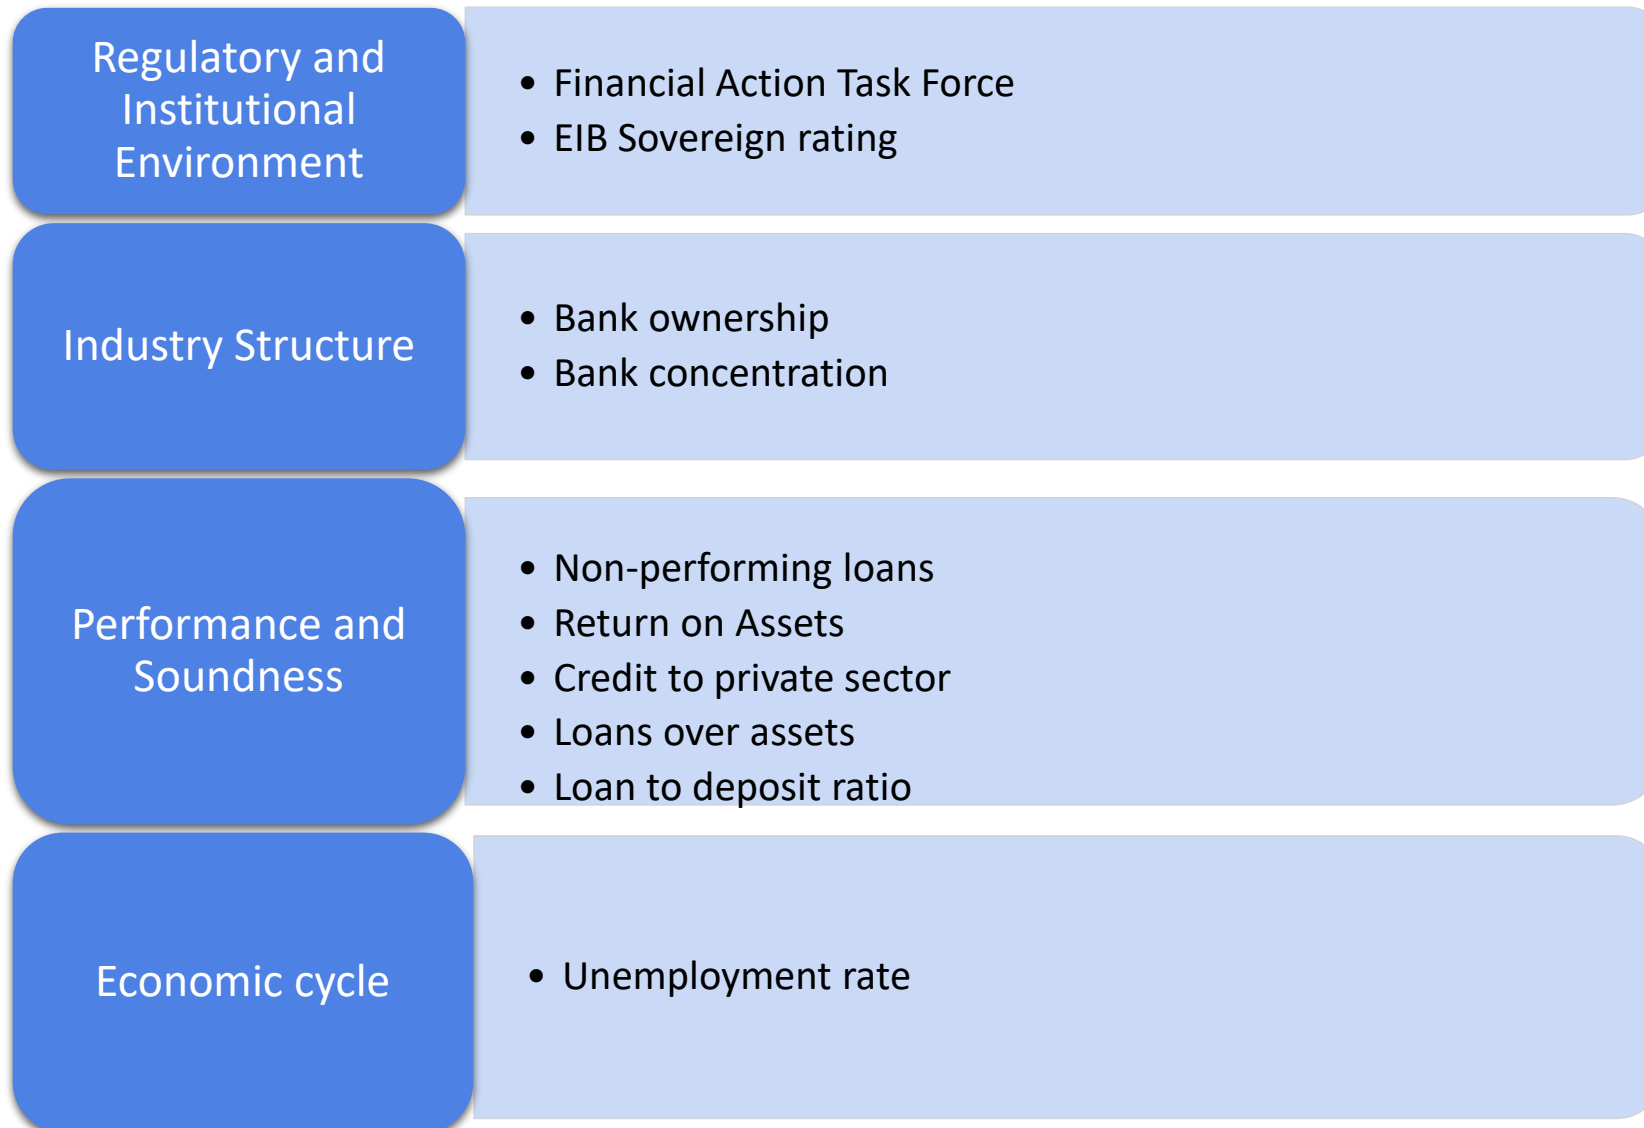 Regulatory and
Institutional
Environment
• Financial Action Task Force
• EIB Sovereign rating
Industry Structure
• Bank ownership
• Bank concentration
Performance and
Soundness
• Non-performing loans
• Return on Assets
• Credit to private sector
• Loans over assets
• Loan to deposit ratio
Economic cycle
• Unemployment rate